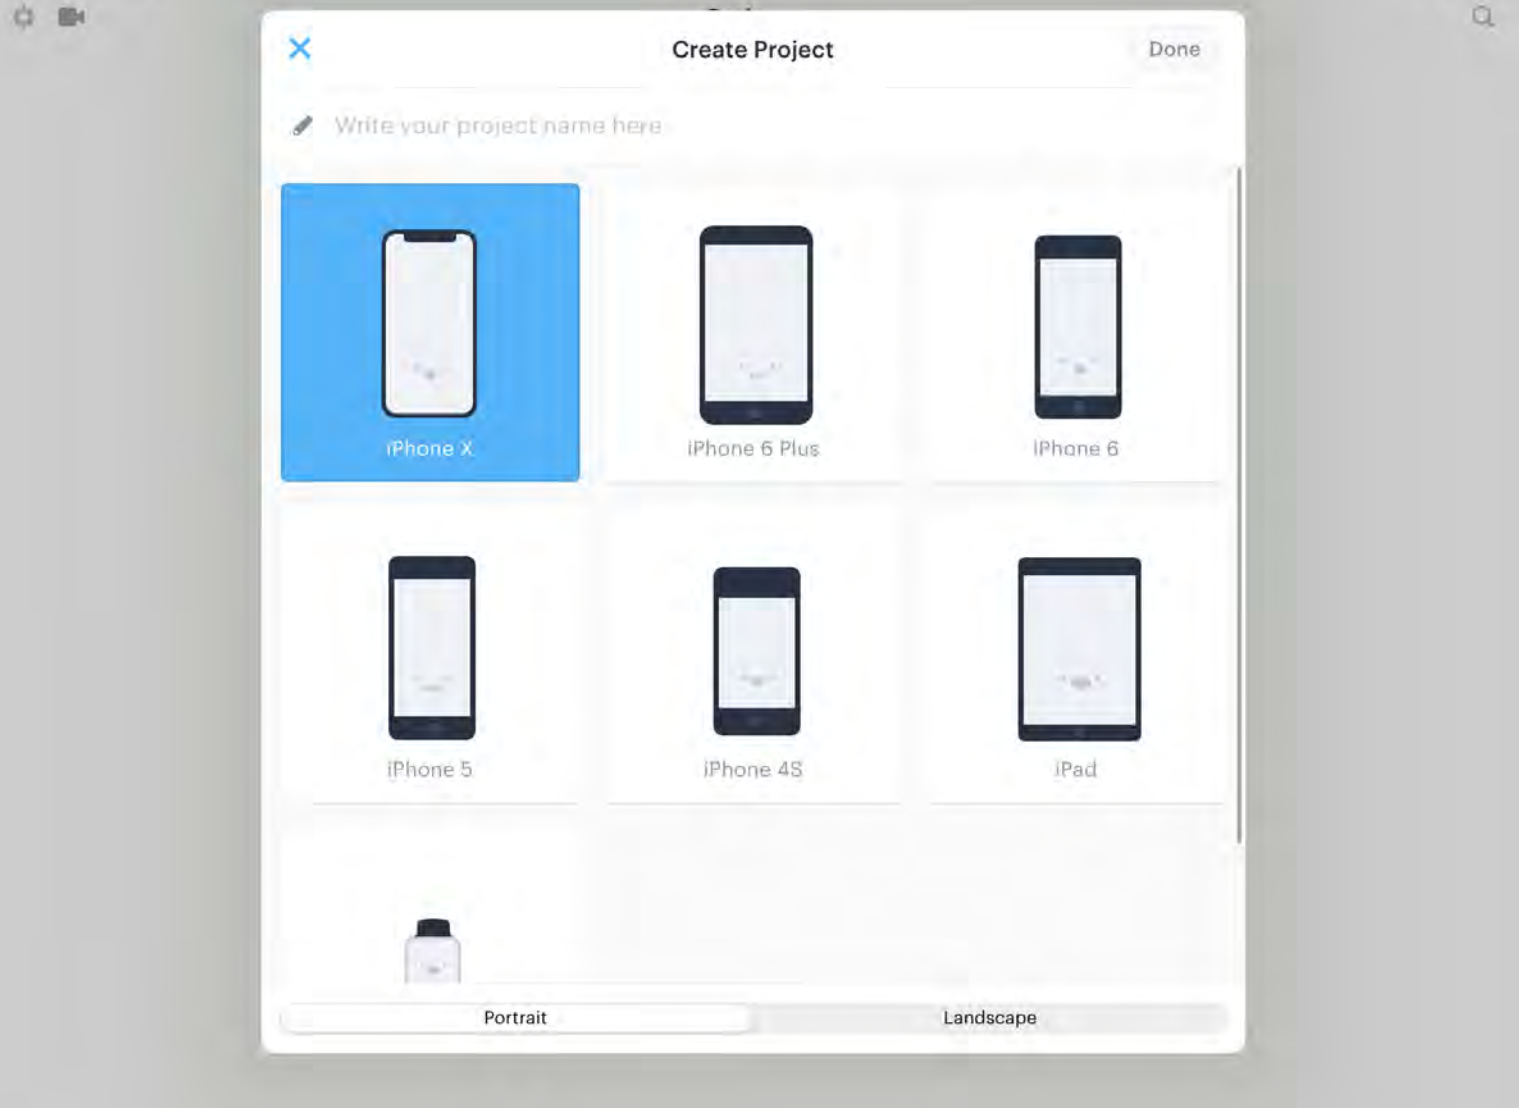 Create Project
Done
Write your project name here
iPhone X
iPhone 6 Plus
iPhone 6
iPhone 5
iPhone 4S
iPad
Portrait
Landscape